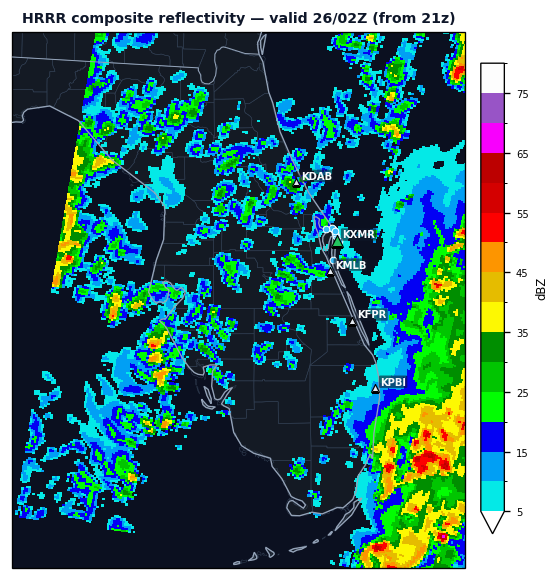 HRRR composite reflectivity — valid 26/02Z (from 21z)
KDAB
KXMR
KMLB
KFPR
KPBI
75
65
55
45
35
25
15
5
dBZ